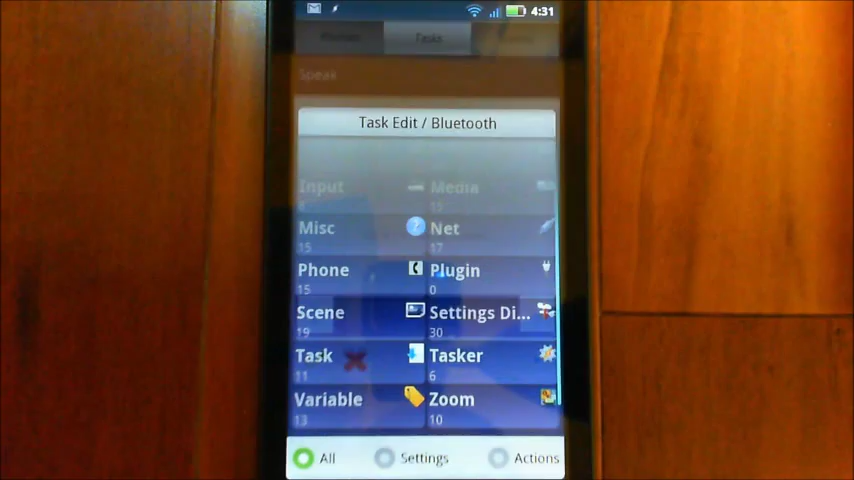 4:31
Tasks
Speak
Task Edit / Bluetooth
Input Media
15
Misc Net
15 17
Phone Plugin
15 0
Scene Settings Di...
19 30
Task Tasker
11 6
Variable Zoom
13 10
All Settings Actions